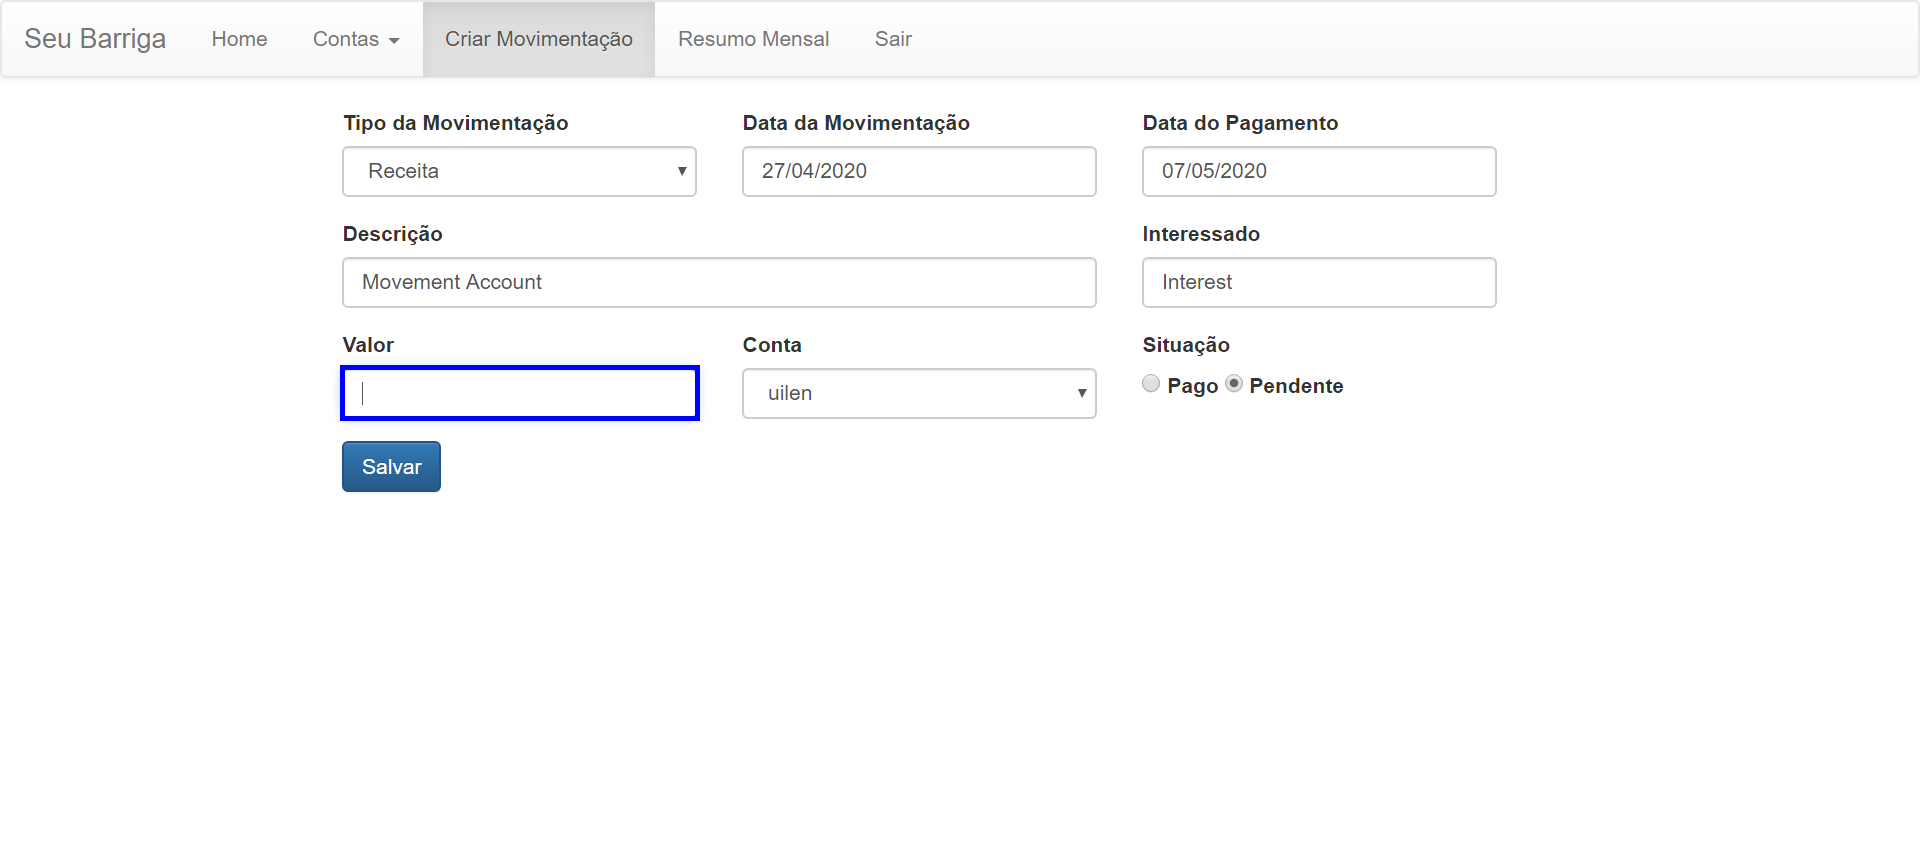 Seu Barriga Home Contas Criar Movimentação Resumo Mensal Sair
Tipo da Movimentação Data da Movimentação Data do Pagamento
Receita 27/04/2020 07/05/2020
Descrição Interessado
Movement Account Interest
Valor Conta Situação
uilen Pago Pendente
Salvar